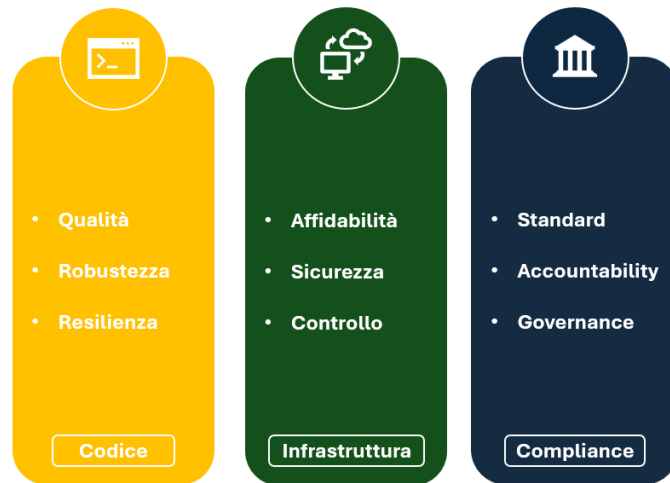 • Qualità
• Robustezza
• Resilienza
Codice
• Affidabilità
• Sicurezza
• Controllo
Infrastruttura
• Standard
• Accountability
• Governance
Compliance